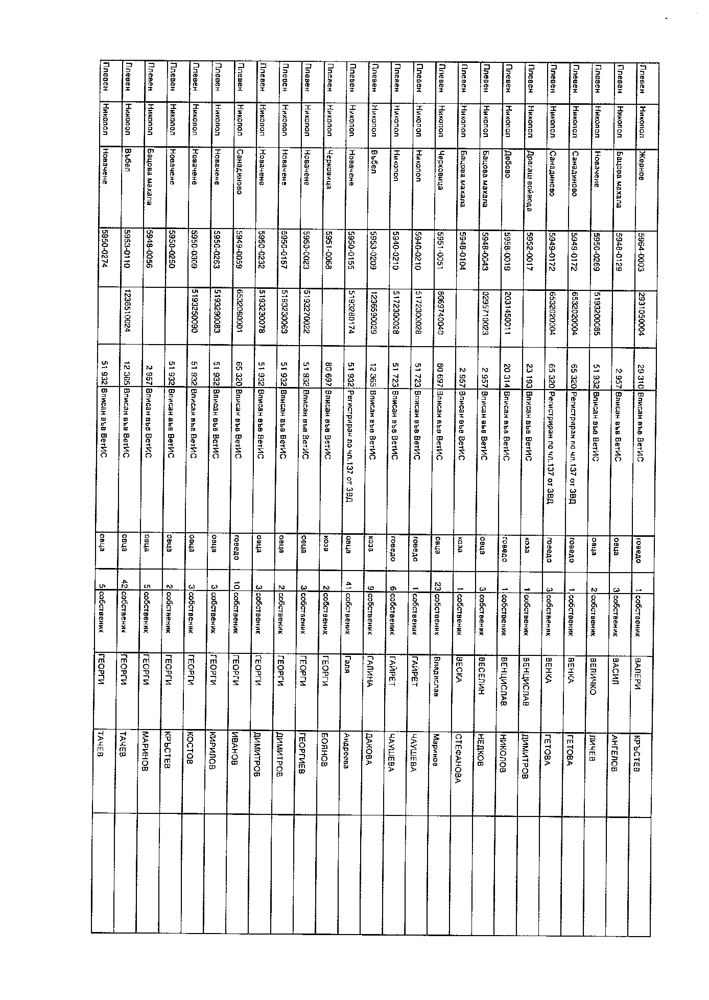 Плевен Никопол Жернов 5964-0003 2931050004 29 310 Вписан във ВетИС говедо 1 собственик ВАЛЕРИ КРЪСТЕВ
Плевен Никопол Бацова махала 5948-0129 2 957 Вписан във ВетИС овца 3 собственик ВАСИЛ АНГЕЛОВ
Плевен Никопол Новачене 5950-0269 5193200085 51 932 Вписан във ВетИС овца 2 собственик ВЕЛИЧКО ЛИЧЕВ
Плевен Никопол Санадиново 5949-0172 6532020004 65 320 Регистриран по чл.137 от ЗВД говедо 1 собственик ВЕНКА ГЕТОВА
Плевен Никопол Санадиново 5949-0172 6532020004 65 320 Регистриран по чл.137 от ЗВД говедо 3 собственик ВЕНКА ГЕТОВА
Плевен Никопол Драгаш войвода 5952-0017 23 193 Вписан във ВетИС коза 1 собственик ВЕНЦИСЛАВ ДИМИТРОВ
Плевен Никопол Дебово 5958-0019 2031450011 20 314 Вписан във ВетИС говедо 1 собственик ВЕНЦИСЛАВ НИКОЛОВ
Плевен Никопол Бацова махала 5948-0043 0295710023 2 957 Вписан във ВетИС овца 3 собственик ВЕСЕЛИН НЕДКОВ
Плевен Никопол Бацова махала 5948-0104 2 957 Вписан във ВетИС коза 1 собственик ВЕСКА СТЕФАНОВА
Плевен Никопол Черковица 5951-0051 8069740040 80 697 Вписан във ВетИС овца 23 собственик Владислав Маринов
Плевен Никопол Никопол 5940-0210 5172300028 51 723 Вписан във ВетИС говедо 1 собственик ГАЙРЕТ ЧАУШЕВА
Плевен Никопол Никопол 5940-0210 5172300028 51 723 Вписан във ВетИС говедо 6 собственик ГАЙРЕТ ЧАУШЕВА
Плевен Никопол Въбел 5953-0209 1236590029 12 365 Вписан във ВетИС коза 9 собственик ГАЛИНА ДАКОВА
Плевен Никопол Новачене 5950-0155 5193280174 51 932 Регистриран по чл.137 от ЗВД овца 41 собственик Галя Андреева
Плевен Никопол Черковица 5951-0068 80 697 Вписан във ВетИС коза 2 собственик ГЕОРГИ БОЯНОВ
Плевен Никопол Новачене 5950-0023 5193270022 51 932 Вписан във ВетИС овца 3 собственик ГЕОРГИ ГЕОРГИЕВ
Плевен Никопол Новачене 5950-0167 5193230063 51 932 Вписан във ВетИС овца 2 собственик ГЕОРГИ ДИМИТРОВ
Плевен Никопол Новачене 5950-0232 5193230078 51 932 Вписан във ВетИС овца 3 собственик ГЕОРГИ ДИМИТРОВ
Плевен Никопол Санадиново 5949-0059 6532060001 65 320 Вписан във ВетИС говедо 10 собственик ГЕОРГИ ИВАНОВ
Плевен Никопол Новачене 5950-0263 5193290083 51 932 Вписан във ВетИС овца 3 собственик ГЕОРГИ КИРИЛОВ
Плевен Никопол Новачене 5950-0309 5193250090 51 932 Вписан във ВетИС овца 3 собственик ГЕОРГИ КОСТОВ
Плевен Никопол Новачене 5950-0250 51 932 Вписан във ВетИС овца 2 собственик ГЕОРГИ КРЪСТЕВ
Плевен Никопол Бацова махала 5948-0056 2 957 Вписан във ВетИС овца 5 собственик ГЕОРГИ МАРИНОВ
Плевен Никопол Въбел 5953-0110 1236510024 12 365 Вписан във ВетИС овца 42 собственик ГЕОРГИ ТАЧЕВ
Плевен Никопол Новачене 5950-0274 51 932 Вписан във ВетИС овца 5 собственик ГЕОРГИ ТАЧЕВ